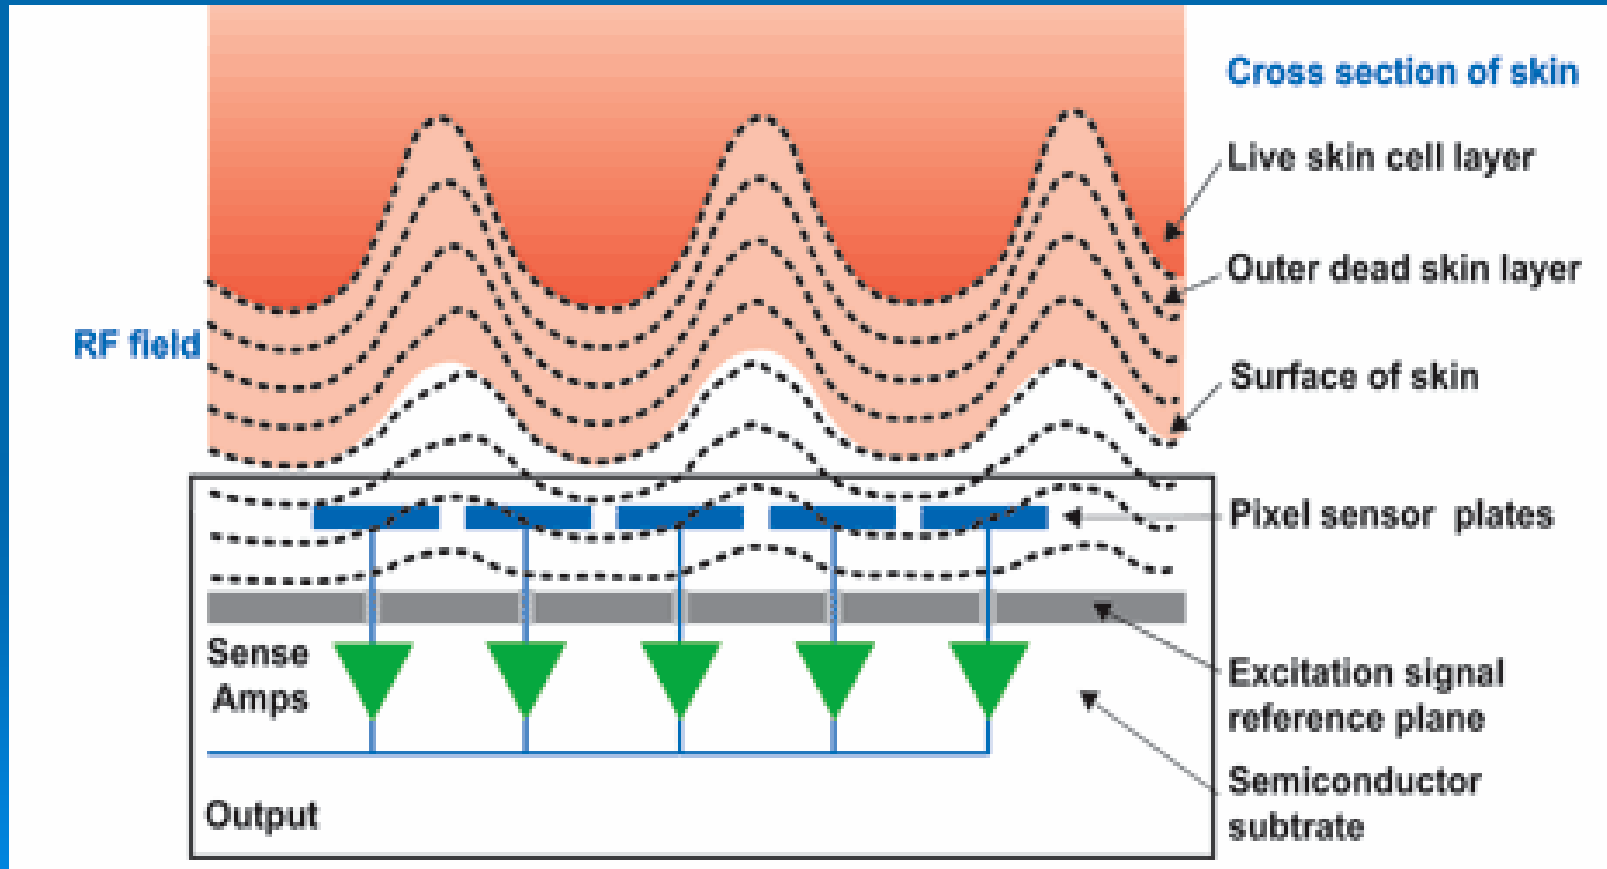 Cross section of skin
Live skin cell layer
Outer dead skin layer
RF field
Surface of skin
Pixel sensor plates
Sense
Amps
Excitation signal
reference plane
Semiconductor
subtrate
Output